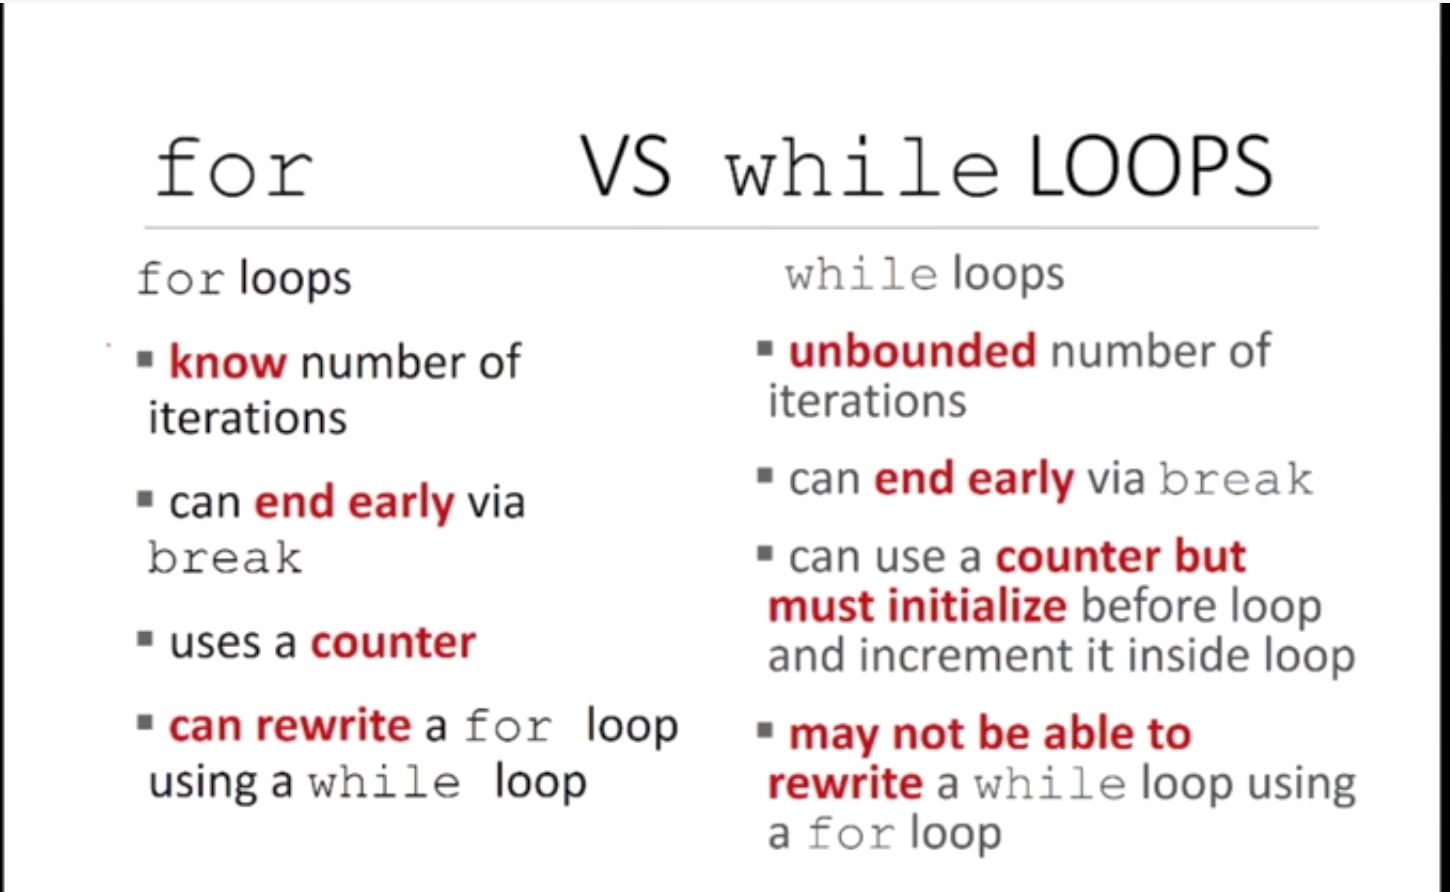 for VS while LOOPS
for loops
▪ know number of
iterations
▪ can end early via
break
▪ uses a counter
▪ can rewrite a for loop
using a while loop
while loops
▪ unbounded number of
iterations
▪ can end early via break
▪ can use a counter but
must initialize before loop
and increment it inside loop
▪ may not be able to
rewrite a while loop using
a for loop